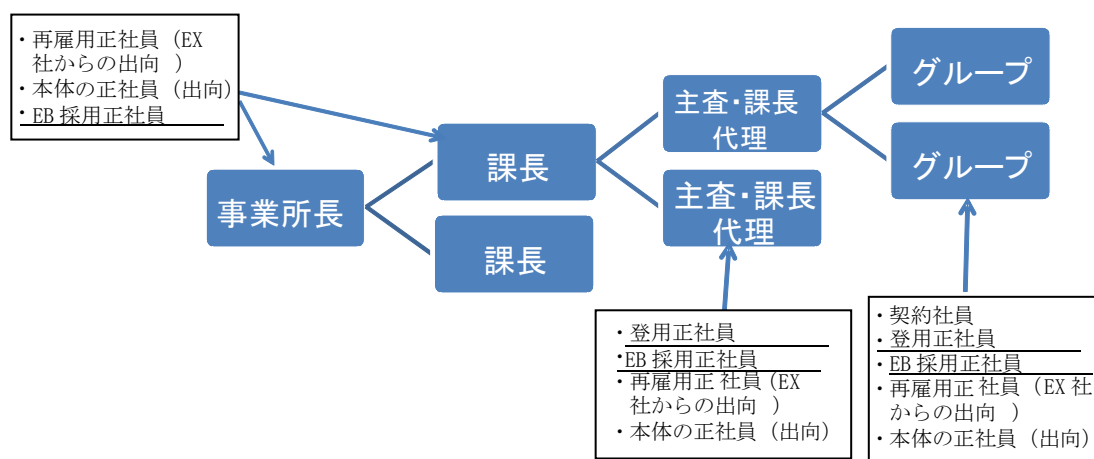 ・再雇用正社員（EX
社からの出向 ）
・本体の正社員（出向）
・EB 採用正社員
事業所長
課長
課長
主査・課長
代理
主査・課長
代理
グループ
グループ
・登用正社員
・EB 採用正社員
・再雇用正 社員（EX
社からの出向 ）
・本体の正社員（出向）
・契約社員
・登用正社員
・EB 採用正社員
・再雇用正 社員（EX 社
からの出向 ）
・本体の正社員（出向）